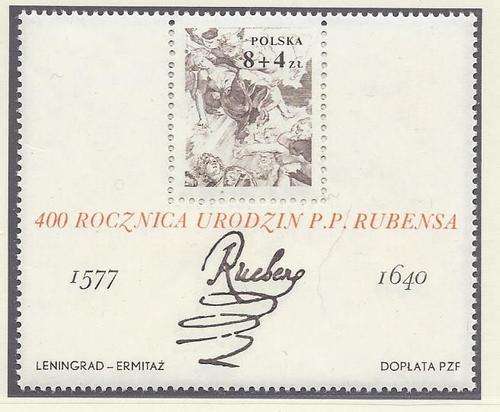 POLSKA
8+4 ZŁ
400 ROCZNICA URODZIN P.P. RUBENSA
1577
1640
LENINGRAD – ERMITAŻ
DOPŁATA PZF